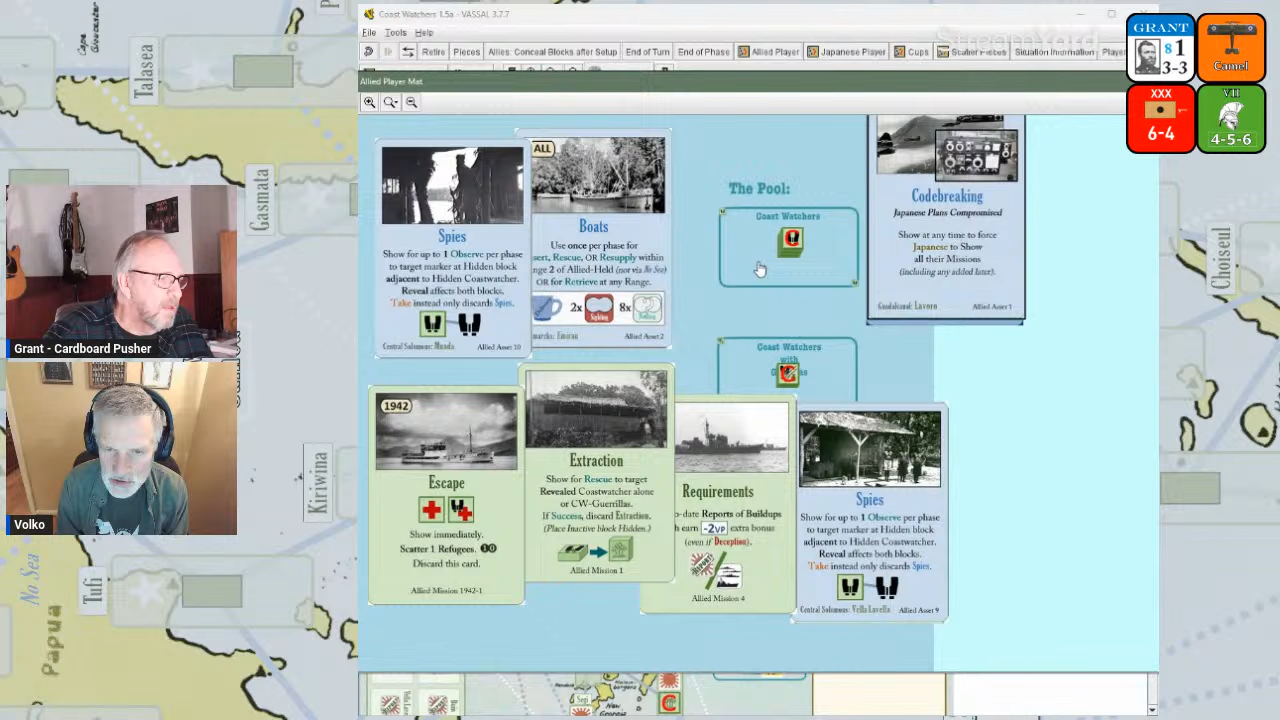 Coast Watchers 1.5a - VASSAL 3.7.7
File Tools Help
Retire Pieces Allies: Conceal Blocks after Setup End of Turn End of Phase Allied Player Japanese Player Cups Scatter Pieces Situation Information
Allied Player Mat
StreamYard
GRANT
8 1
3-3
Camel
XXX
6-4
VII
4-5-6
Talasea
Gasmata
Kiriwina
Tufi
No Sea
Papua
Choiseul
Grant - Cardboard Pusher
Volko
Spies
Show for up to 1 Observe per phase
to target marker at Hidden block
adjacent to Hidden Coastwatcher.
Reveal affects both blocks.
Take instead only discards Spies.
Central Solomons: Munda Allied Asset 10
ALL
Boats
Use once per phase for
sert, Rescue, OR Resupply within
nge 2 of Allied-Held (not via No Sea)
OR for Retrieve at any Range.
2x 8x
Emirau Allied Asset 2
The Pool:
Coast Watchers
Coast Watchers
with
Codebreaking
Japanese Plans Compromised
Show at any time to force
Japanese to Show
all their Missions
(including any added later).
Guadalcanal: Lavoro Allied Asset 1
1942
Escape
Show immediately.
Scatter 1 Refugees.
Discard this card.
Allied Mission 1942-1
Extraction
Show for Rescue to target
Revealed Coastwatcher alone
or CW-Guerrillas.
If Success, discard Extraction.
(Place Inactive block Hidden.)
Allied Mission 1
Requirements
o-date Reports of Buildups
h earn -2VP extra bonus
(even if Deception).
Allied Mission 4
Spies
Show for up to 1 Observe per phase
to target marker at Hidden block
adjacent to Hidden Coastwatcher.
Reveal affects both blocks.
Take instead only discards Spies.
Central Solomons: Vella Lavella Allied Asset 9
New
Georgia